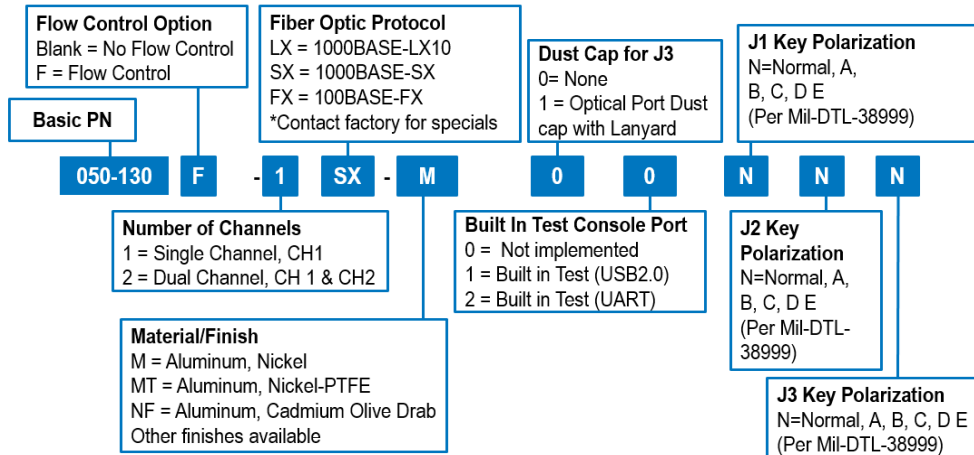 Flow Control Option
Blank = No Flow Control
F = Flow Control
Fiber Optic Protocol
LX = 1000BASE-LX10
SX = 1000BASE-SX
FX = 100BASE-FX
*Contact factory for specials
Dust Cap for J3
0= None
1 = Optical Port Dust
cap with Lanyard
J1 Key Polarization
N=Normal, A,
B, C, D E
(Per Mil-DTL-38999)
Basic PN
050-130 F - 1 SX - M 0 0 N N N
Number of Channels
1 = Single Channel, CH1
2 = Dual Channel, CH 1 & CH2
Built In Test Console Port
0 = Not implemented
1 = Built in Test (USB2.0)
2 = Built in Test (UART)
J2 Key
Polarization
N=Normal, A,
B, C, D E
(Per Mil-DTL-
38999)
Material/Finish
M = Aluminum, Nickel
MT = Aluminum, Nickel-PTFE
NF = Aluminum, Cadmium Olive Drab
Other finishes available
J3 Key Polarization
N=Normal, A, B, C, D E
(Per Mil-DTL-38999)